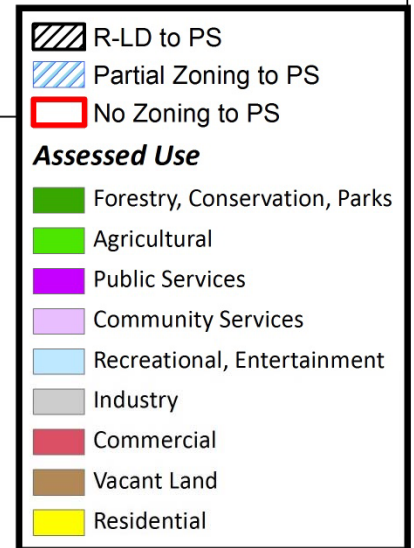 R-LD to PS
Partial Zoning to PS
No Zoning to PS
Assessed Use
Forestry, Conservation, Parks
Agricultural
Public Services
Community Services
Recreational, Entertainment
Industry
Commercial
Vacant Land
Residential